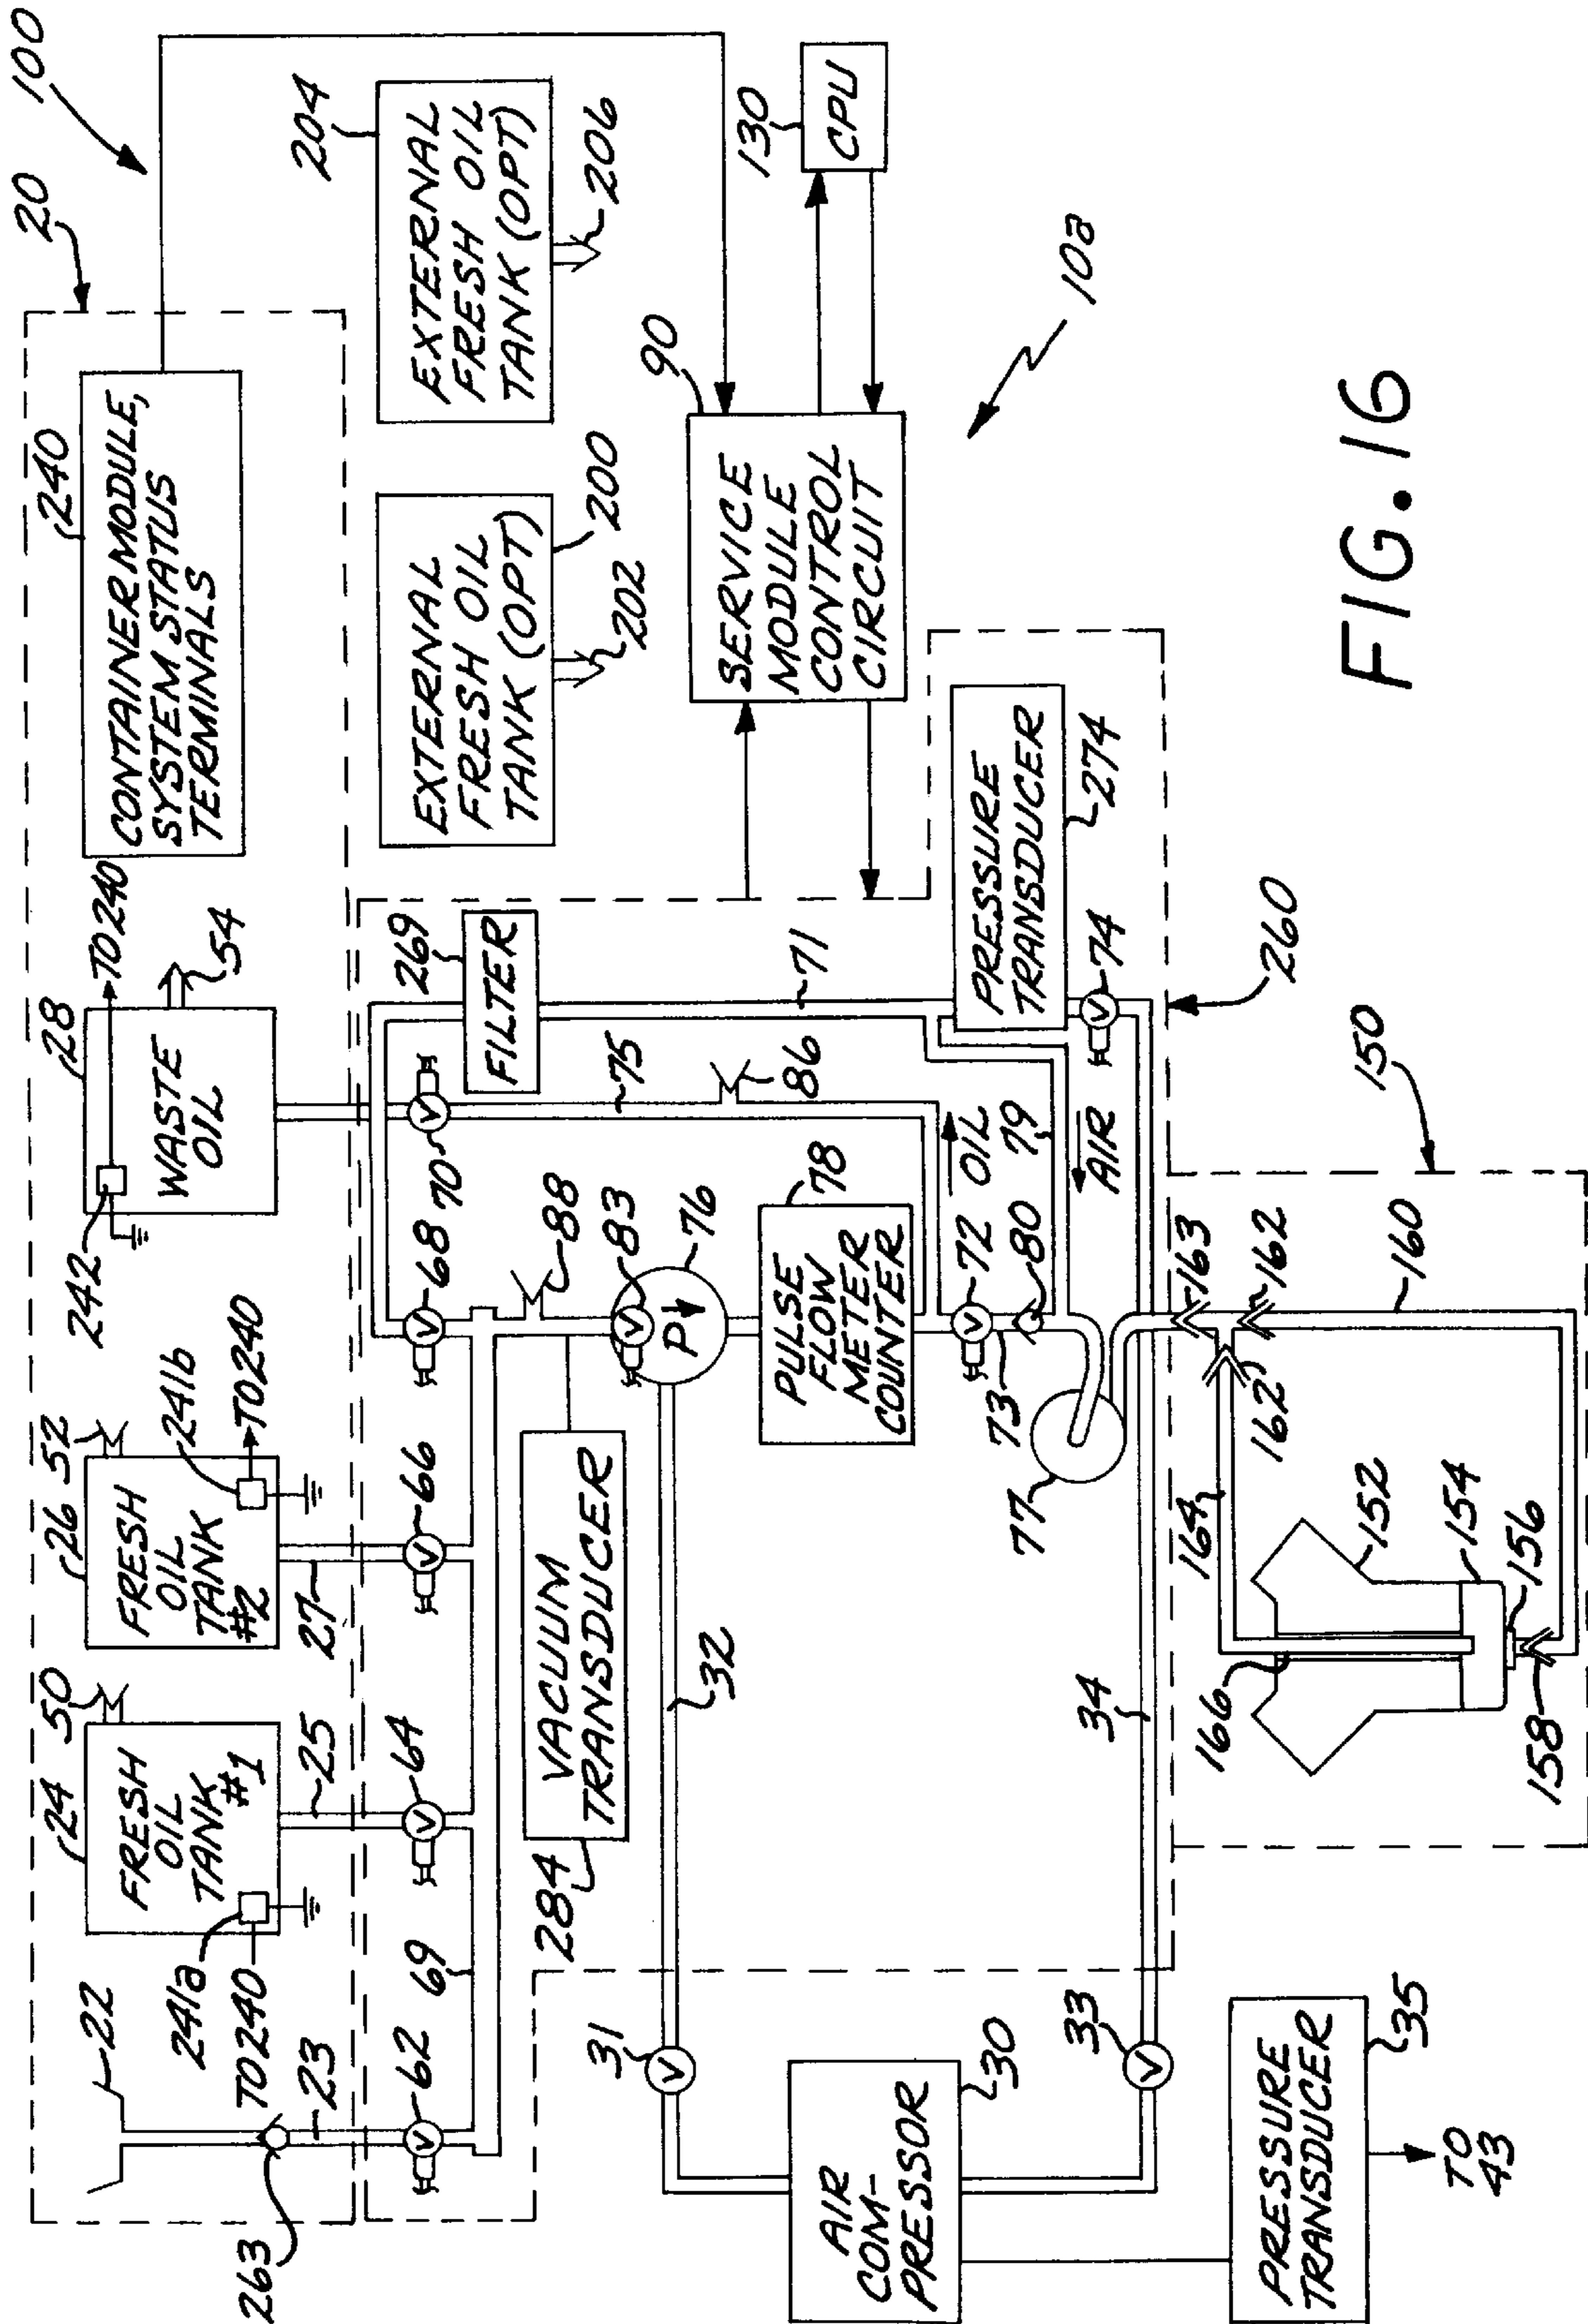 100
20
240
CONTAINER MODULE,
SYSTEM STATUS
TERMINALS
28
TO 240
54
WASTE
OIL
242
26
52
FRESH
OIL
TANK
#2
241b
TO 240
27
24
50
FRESH
OIL
TANK
#1
25
241a
TO 240
22
23
263
204
EXTERNAL
FRESH OIL
TANK (OPT)
206
200
EXTERNAL
FRESH OIL
TANK (OPT)
202
130
CPU
90
SERVICE
MODULE
CONTROL
CIRCUIT
10a
269
FILTER
71
75
86
70
68
88
83
V
P
76
66
64
62
69
V
V
V
V
V
284
VACUUM
TRANSDUCER
32
31
V
78
PULSE
FLOW
METER
COUNTER
OIL
79
AIR
72
V
80
73
77
PRESSURE
TRANSDUCER
274
74
V
260
34
33
V
AIR
COM-
PRESSOR
30
PRESSURE
TRANSDUCER
35
TO
43
150
163
162
160
162
164
152
154
156
166
158
FIG. 16